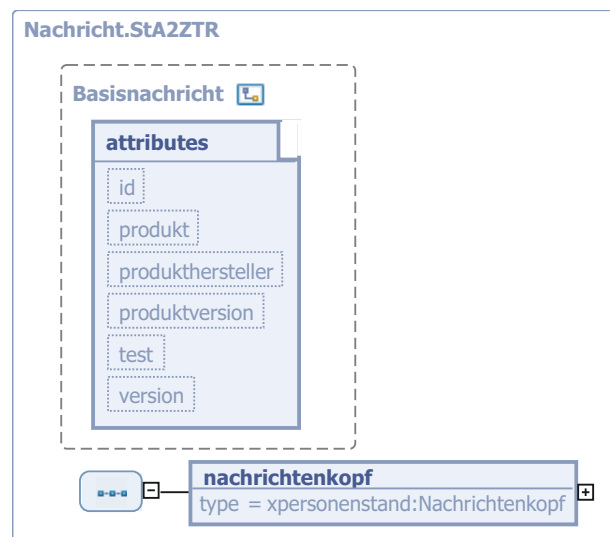 Nachricht.StA2ZTR
Basisnachricht
attributes
id
produkt
produkthersteller
produktversion
test
version
nachrichtenkopf
type = xpersonenstand:Nachrichtenkopf